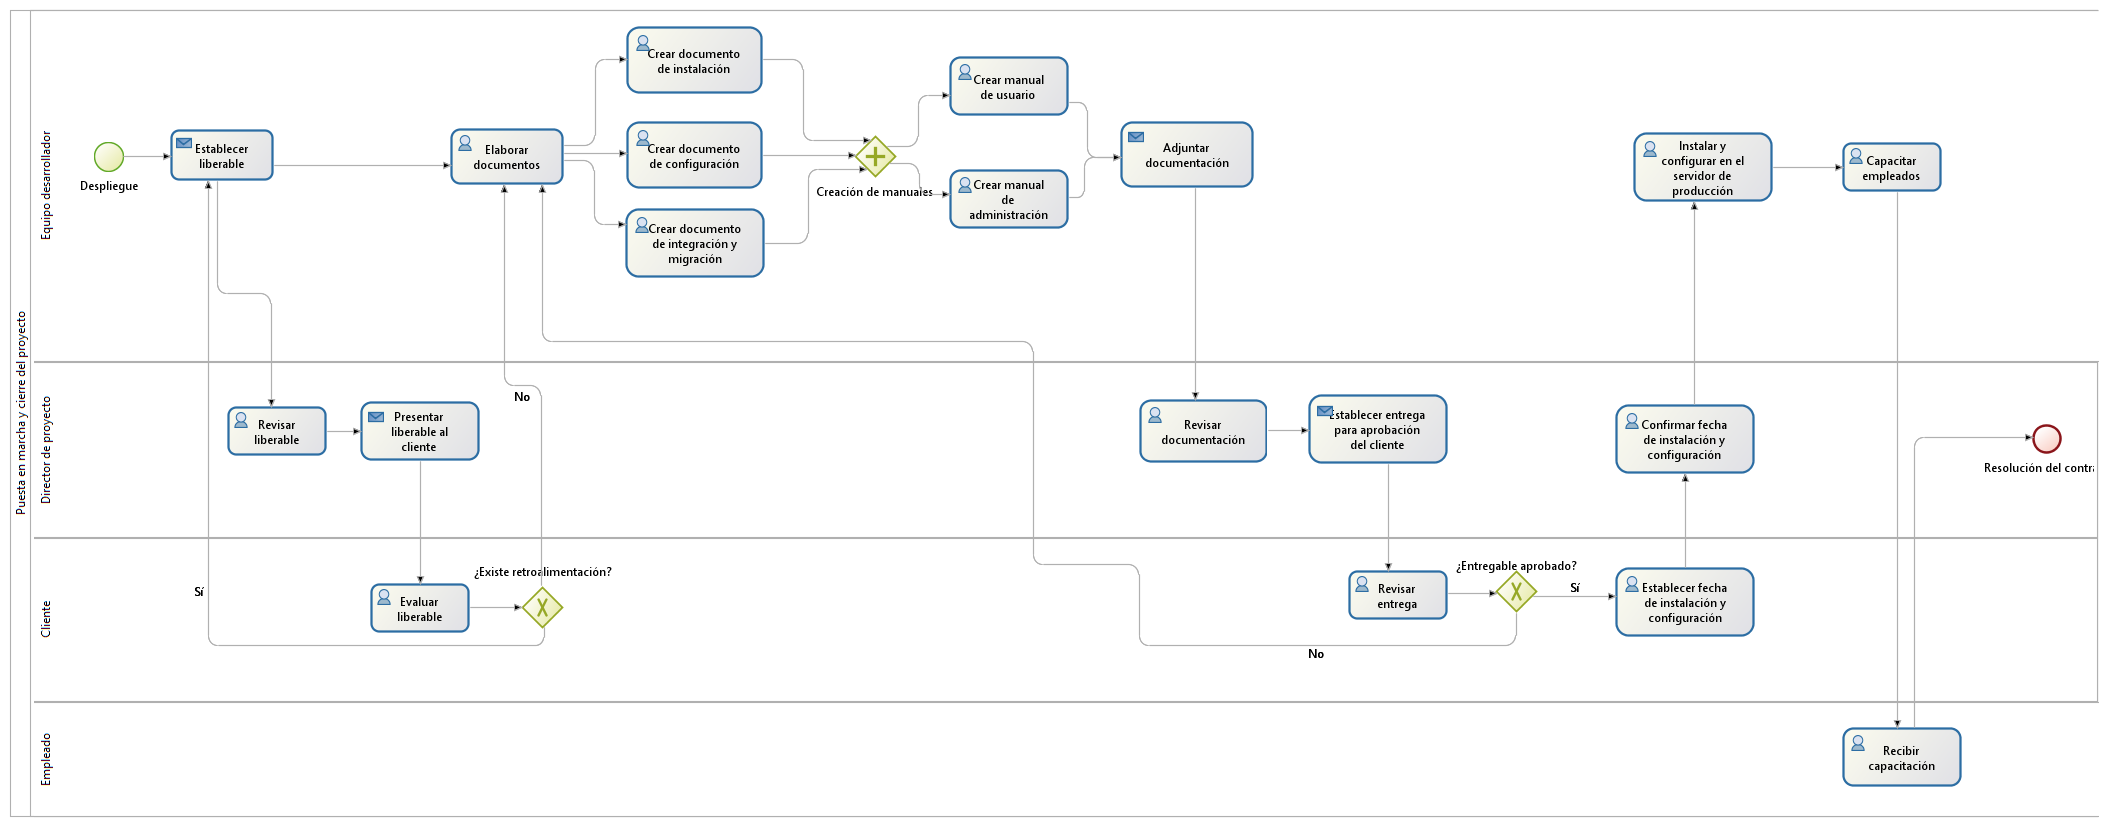 Puesta en marcha y cierre del proyecto
Equipo desarrollador
Despliegue
Establecer
liberable
Elaborar
documentos
Crear documento
de instalación
Crear documento
de configuración
Crear documento
de integración y
migración
Creación de manuales
Crear manual
de usuario
Crear manual
de
administración
Adjuntar
documentación
Instalar y
configurar en el
servidor de
producción
Capacitar
empleados
Director de proyecto
Revisar
liberable
Presentar
liberable al
cliente
No
Revisar
documentación
Establecer entrega
para aprobación
del cliente
Confirmar fecha
de instalación y
configuración
Resolución del contra
Cliente
Sí
Evaluar
liberable
¿Existe retroalimentación?
Revisar
entrega
¿Entregable aprobado?
Sí
No
Establecer fecha
de instalación y
configuración
Empleado
Recibir
capacitación